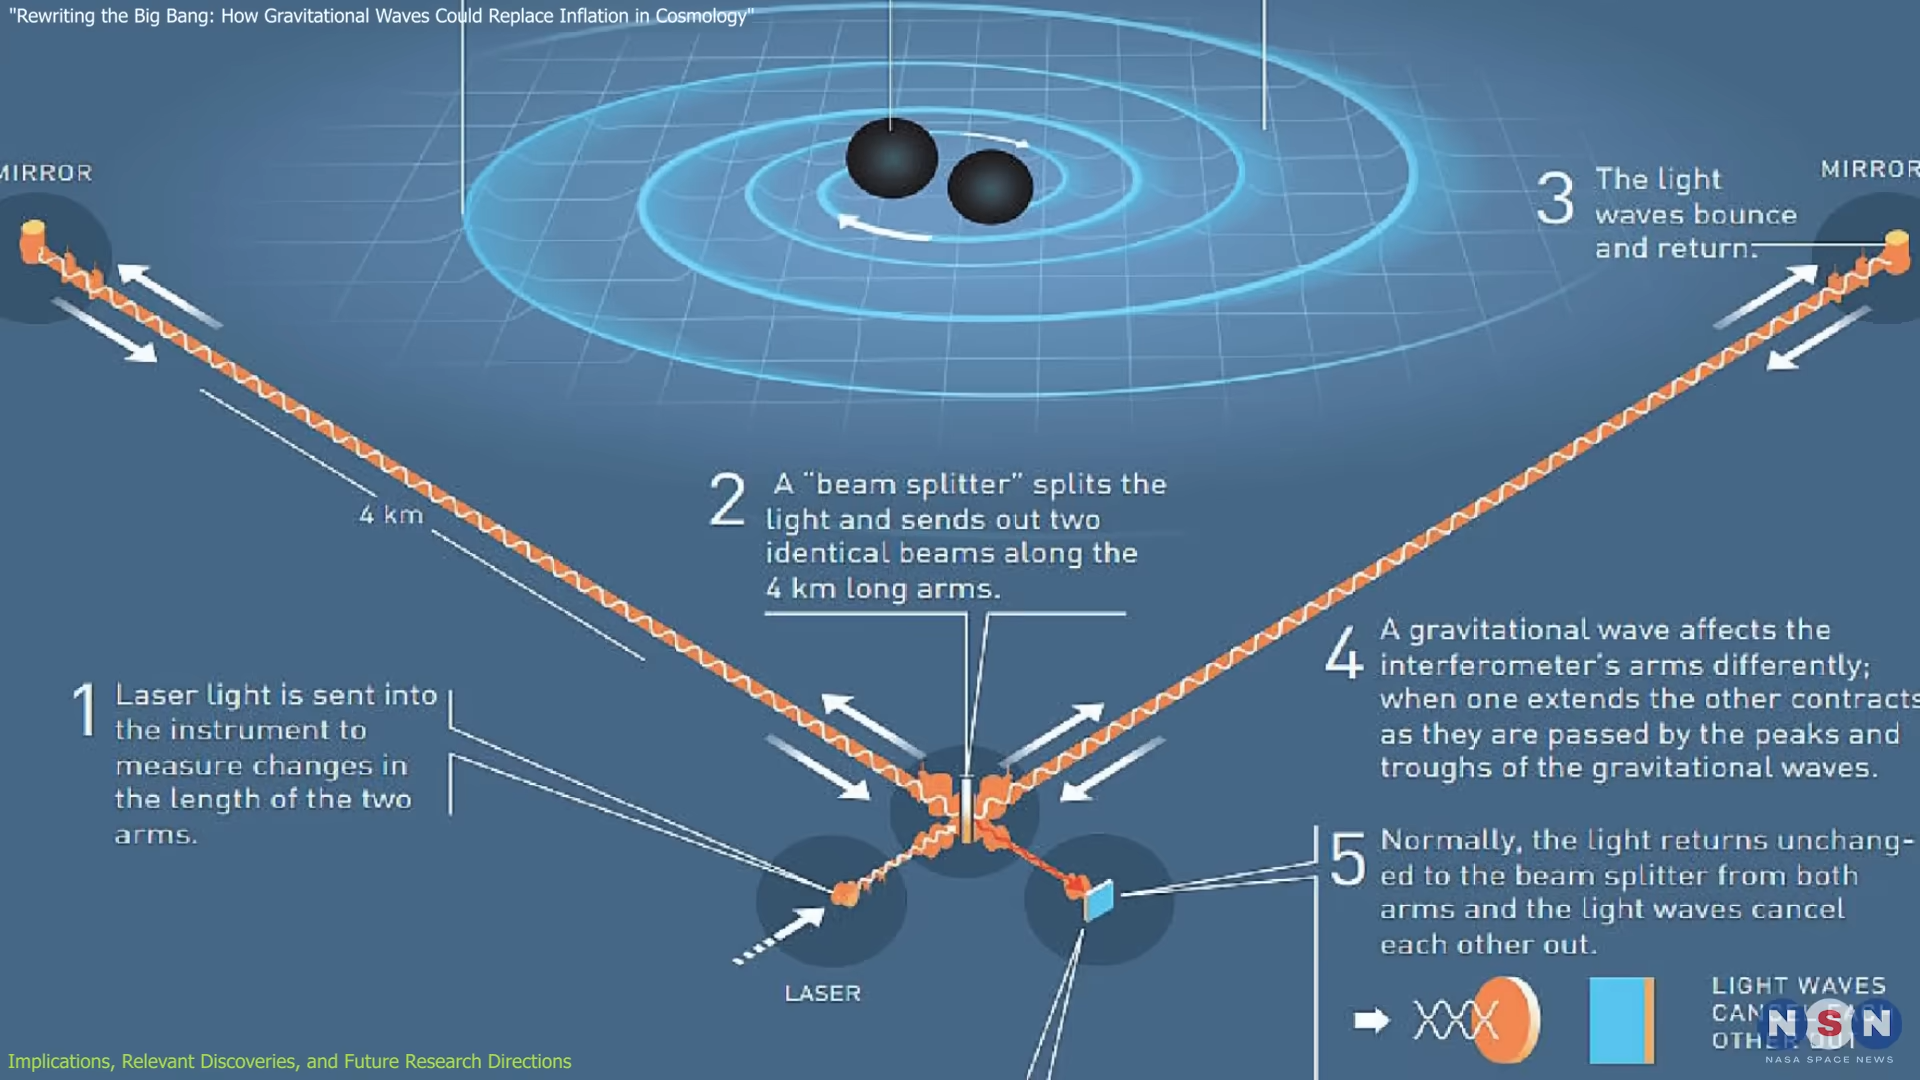 "Rewriting the Big Bang: How Gravitational Waves Could Replace Inflation in Cosmology"
MIRROR
MIRROR
3 The light
waves bounce
and return.
4 km
2 A "beam splitter" splits the
light and sends out two
identical beams along the
4 km long arms.
1 Laser light is sent into
the instrument to
measure changes in
the length of the two
arms.
4 A gravitational wave affects the
interferometer's arms differently;
when one extends the other contracts
as they are passed by the peaks and
troughs of the gravitational waves.
5 Normally, the light returns unchang-
ed to the beam splitter from both
arms and the light waves cancel
each other out.
LASER
LIGHT WAVES
CANCEL EACH
OTHER OUT
NSN
NASA SPACE NEWS
Implications, Relevant Discoveries, and Future Research Directions